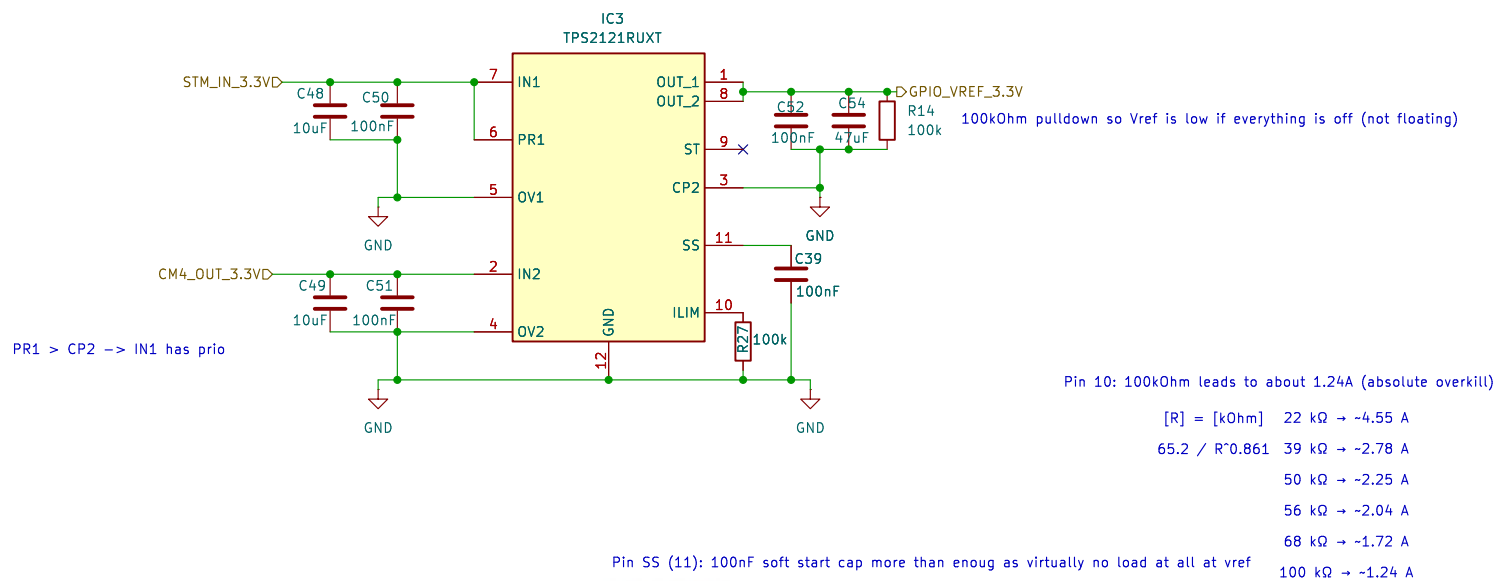 IC3
TPS2121RUXT
STM_IN_3.3V
C48
10uF
C50
100nF
7
IN1
6
PR1
5
OV1
GND
CM4_OUT_3.3V
C49
10uF
C51
100nF
2
IN2
4
OV2
GND
12
GND
OUT_1
1
OUT_2
8
ST
9
CP2
3
SS
11
ILIM
10
GPIO_VREF_3.3V
C52
100nF
C54
47uF
R14
100k
100kOhm pulldown so Vref is low if everything is off (not floating)
GND
C39
100nF
R27
100k
GND
PR1 > CP2 -> IN1 has prio
Pin 10: 100kOhm leads to about 1.24A (absolute overkill)
[R] = [kOhm]
65.2 / R^0.861
22 kΩ → ~4.55 A
39 kΩ → ~2.78 A
50 kΩ → ~2.25 A
56 kΩ → ~2.04 A
68 kΩ → ~1.72 A
100 kΩ → ~1.24 A
Pin SS (11): 100nF soft start cap more than enoug as virtually no load at all at vref